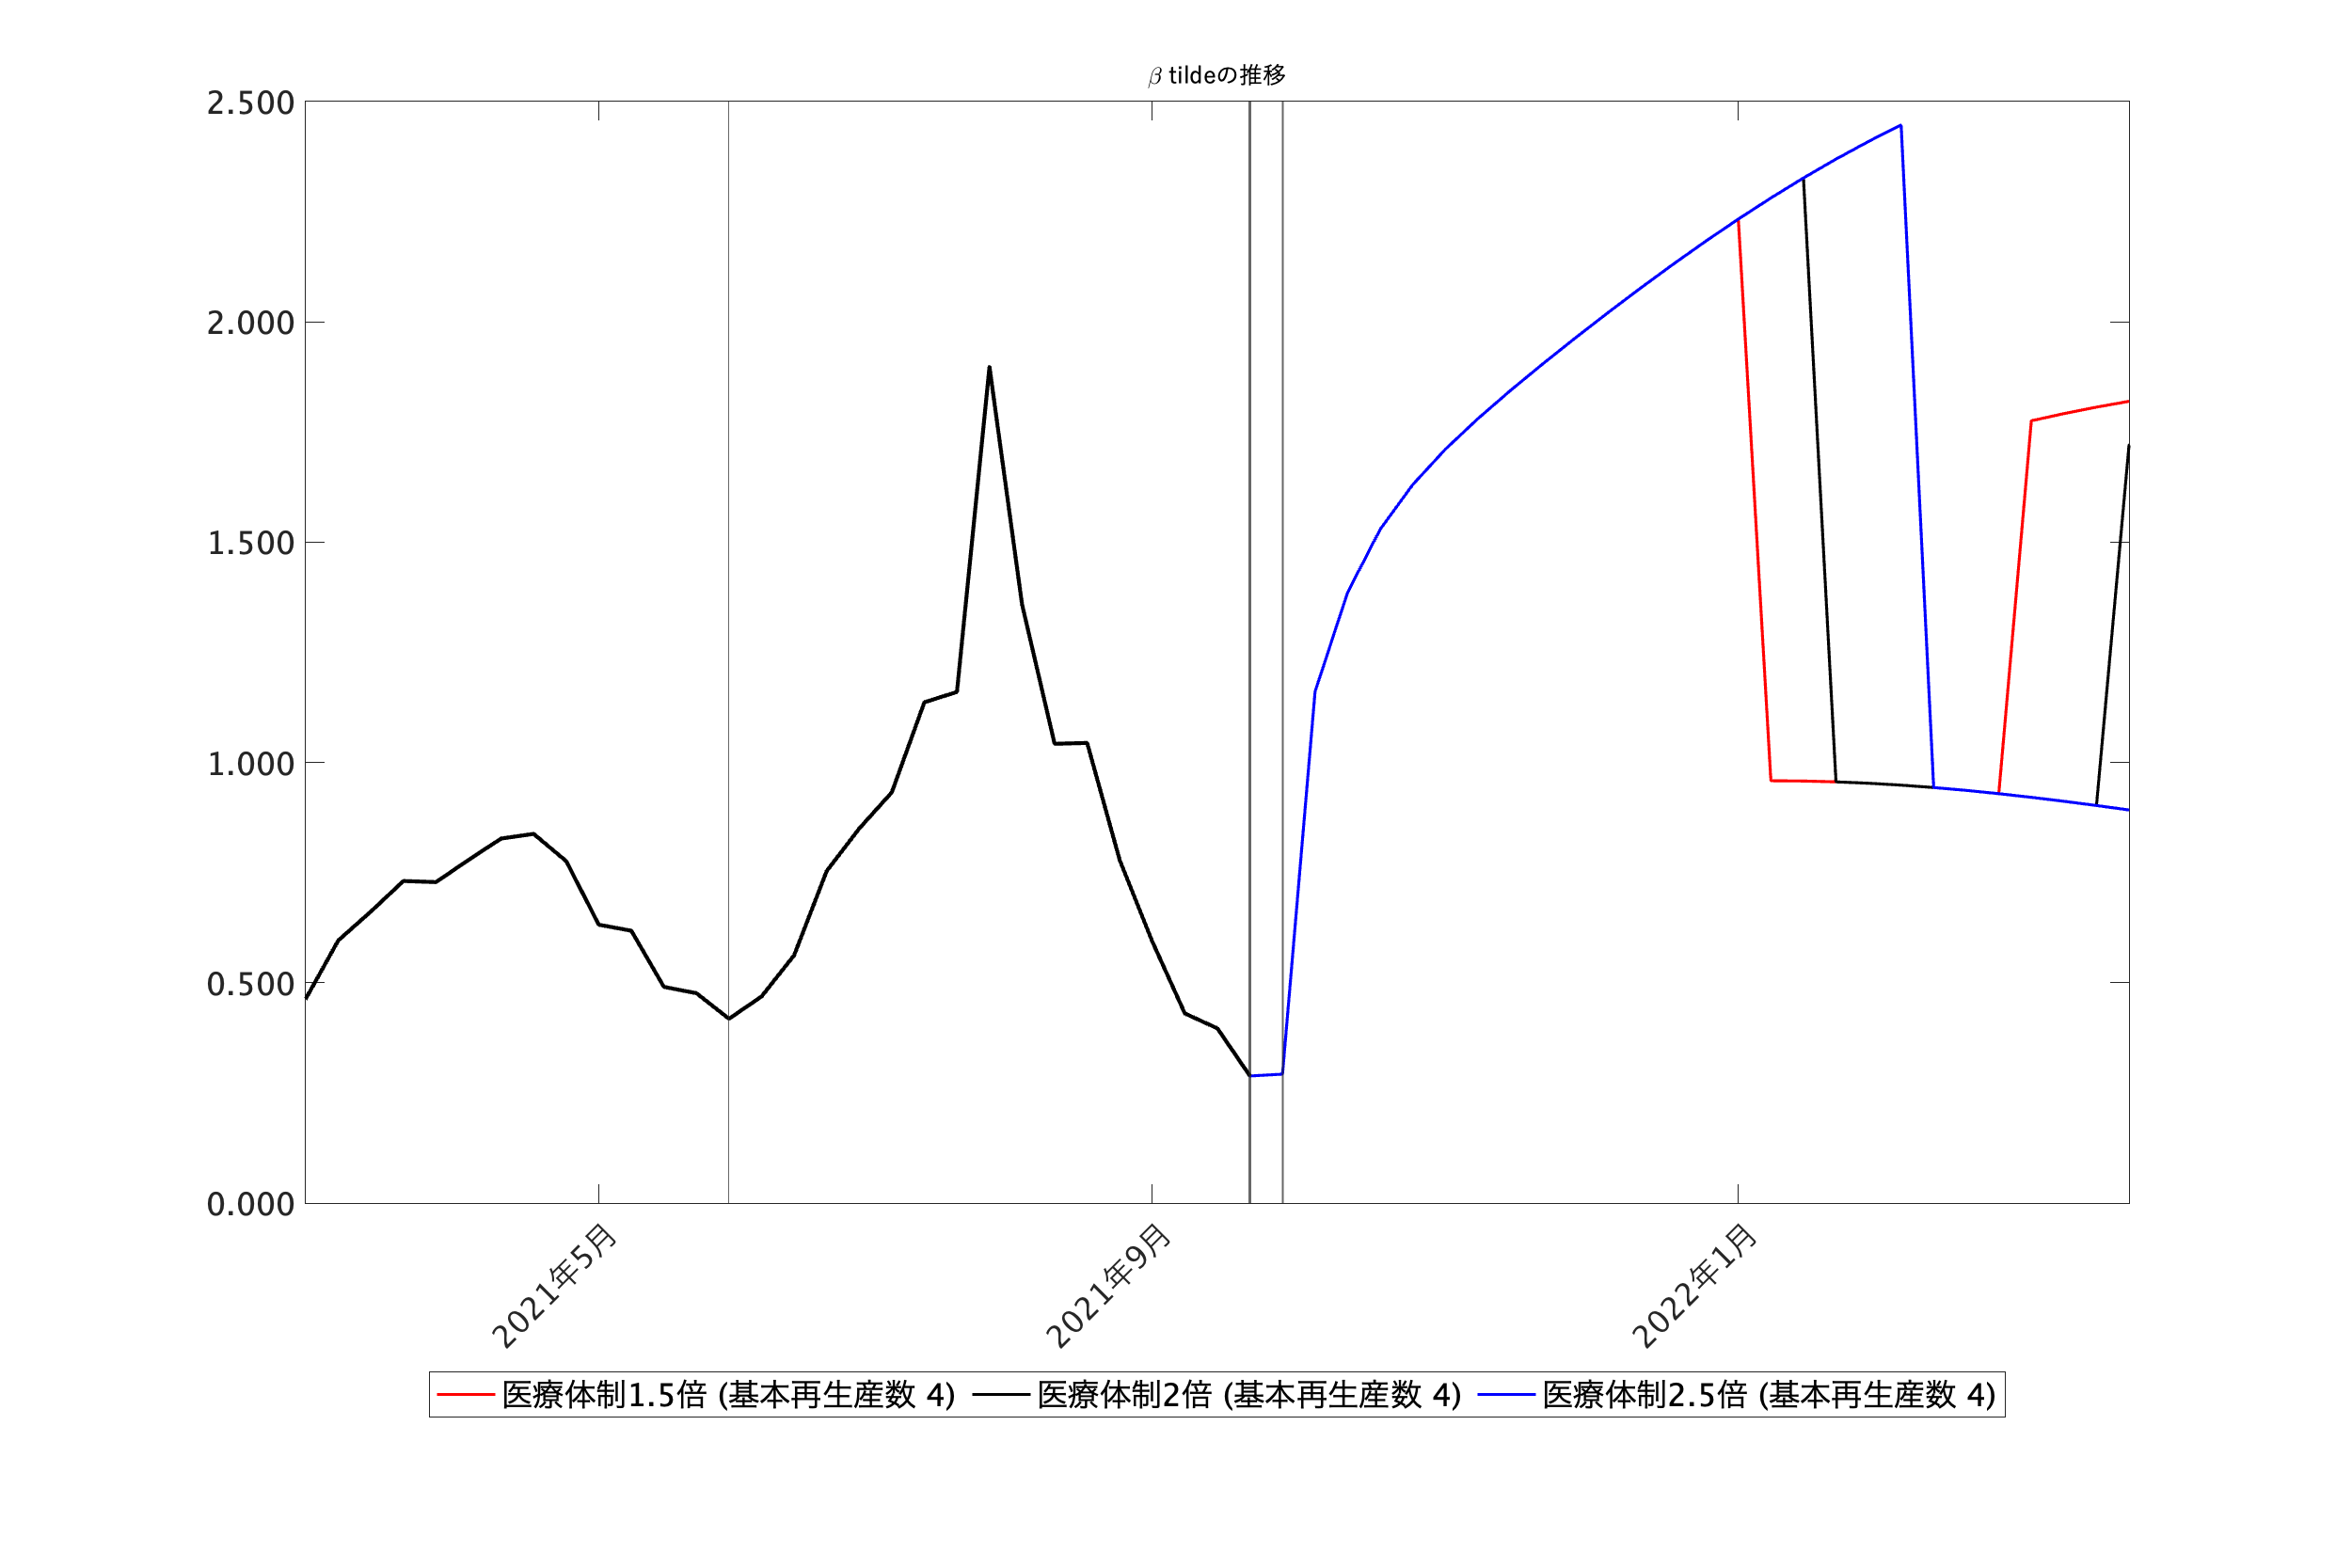 β tildeの推移
2.500
2.000
1.500
1.000
0.500
0.000
2021年5月
2021年9月
2022年1月
医療体制1.5倍 (基本再生産数 4) 医療体制2倍 (基本再生産数 4) 医療体制2.5倍 (基本再生産数 4)